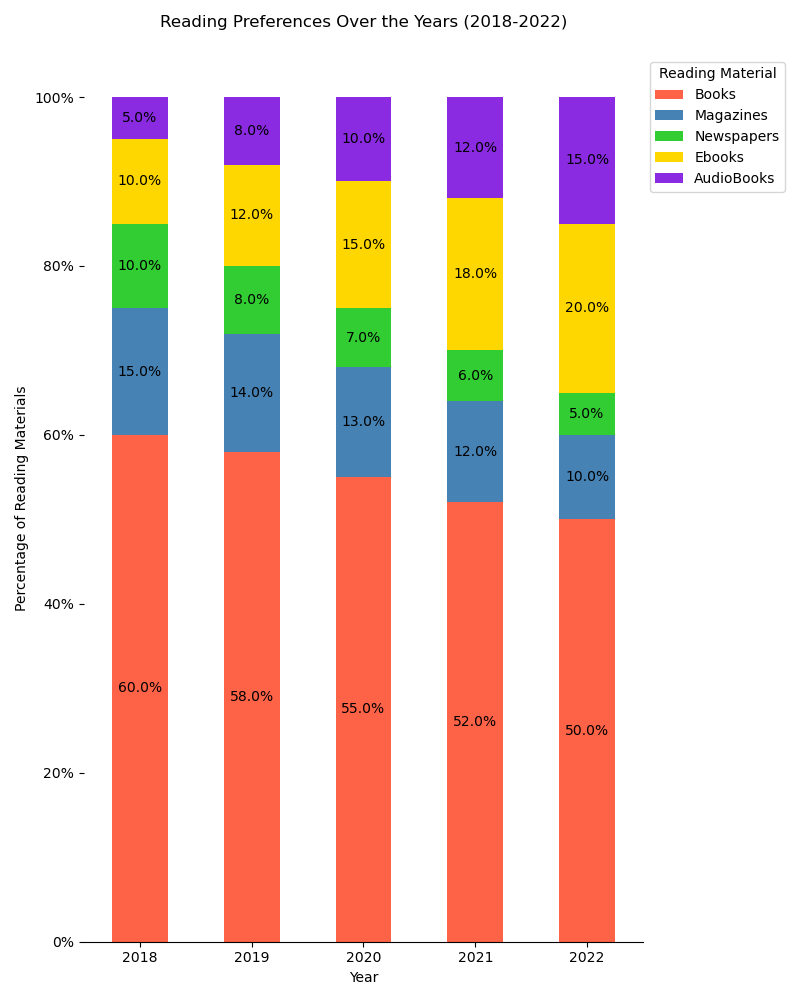 Reading Preferences Over the Years (2018-2022)
Reading Material
Books
Magazines
Newspapers
Ebooks
AudioBooks
Percentage of Reading Materials
100%
80%
60%
40%
20%
0%
5.0% 8.0% 10.0% 12.0% 15.0%
10.0% 12.0% 15.0% 18.0% 20.0%
10.0% 8.0% 7.0% 6.0% 5.0%
15.0% 14.0% 13.0% 12.0% 10.0%
60.0% 58.0% 55.0% 52.0% 50.0%
2018 2019 2020 2021 2022
Year